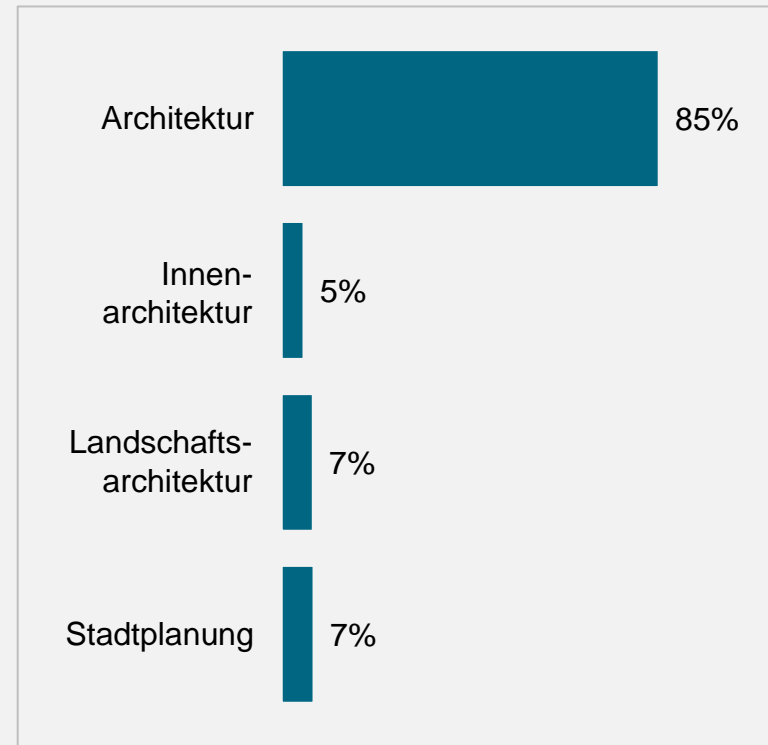 Architektur
85%
Innen-
architektur
5%
Landschafts-
architektur
7%
Stadtplanung
7%